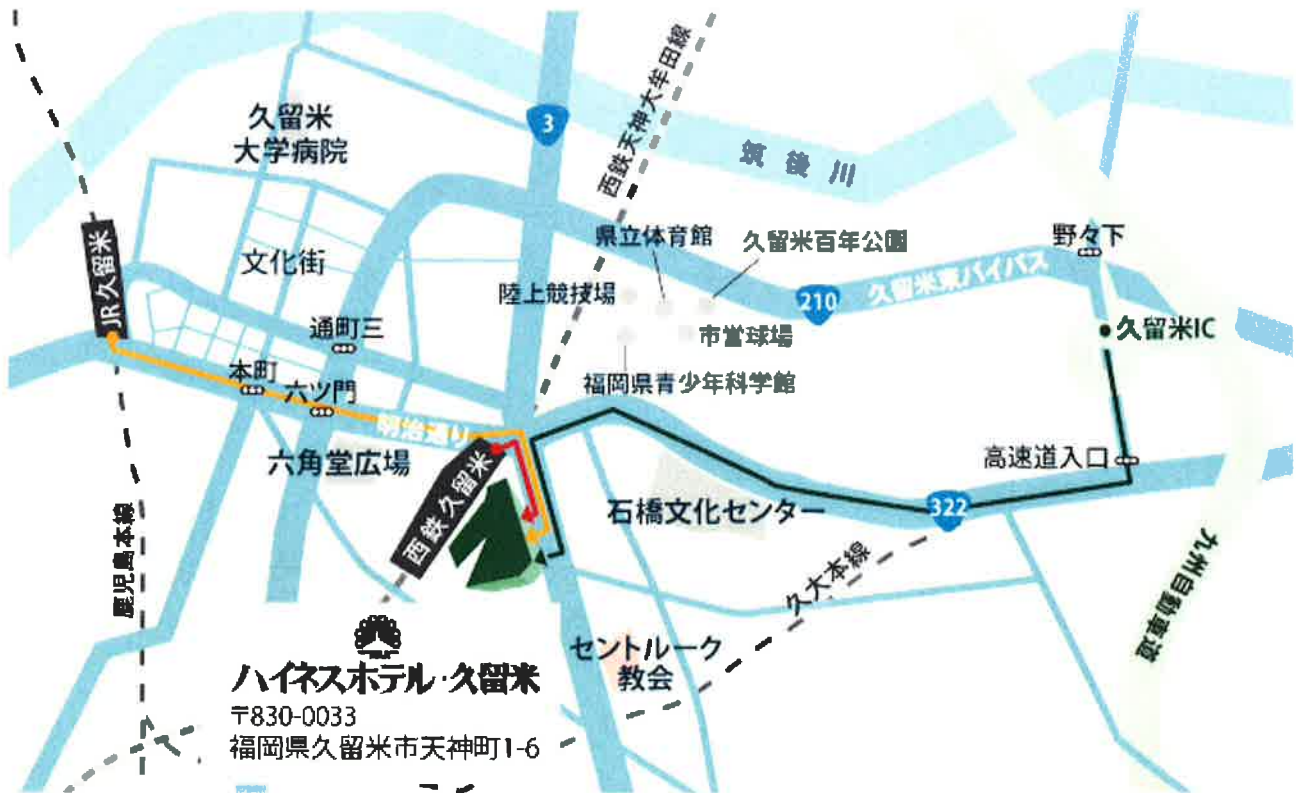 久留米
大学病院
3
西鉄天神大牟田線
筑後川
JR久留米
文化街
県立体育館
久留米百年公園
野々下
陸上競技場
210
久留米東バイパス
通町三
市営球場
久留米IC
本町
六ツ門
福岡県青少年科学館
明治通り
六角堂広場
西鉄久留米
高速道入口
石橋文化センター
322
鹿児島本線
久大本線
九州自動車道
セントルーク
教会
ハイネスホテル・久留米
〒830-0033
福岡県久留米市天神町1-6